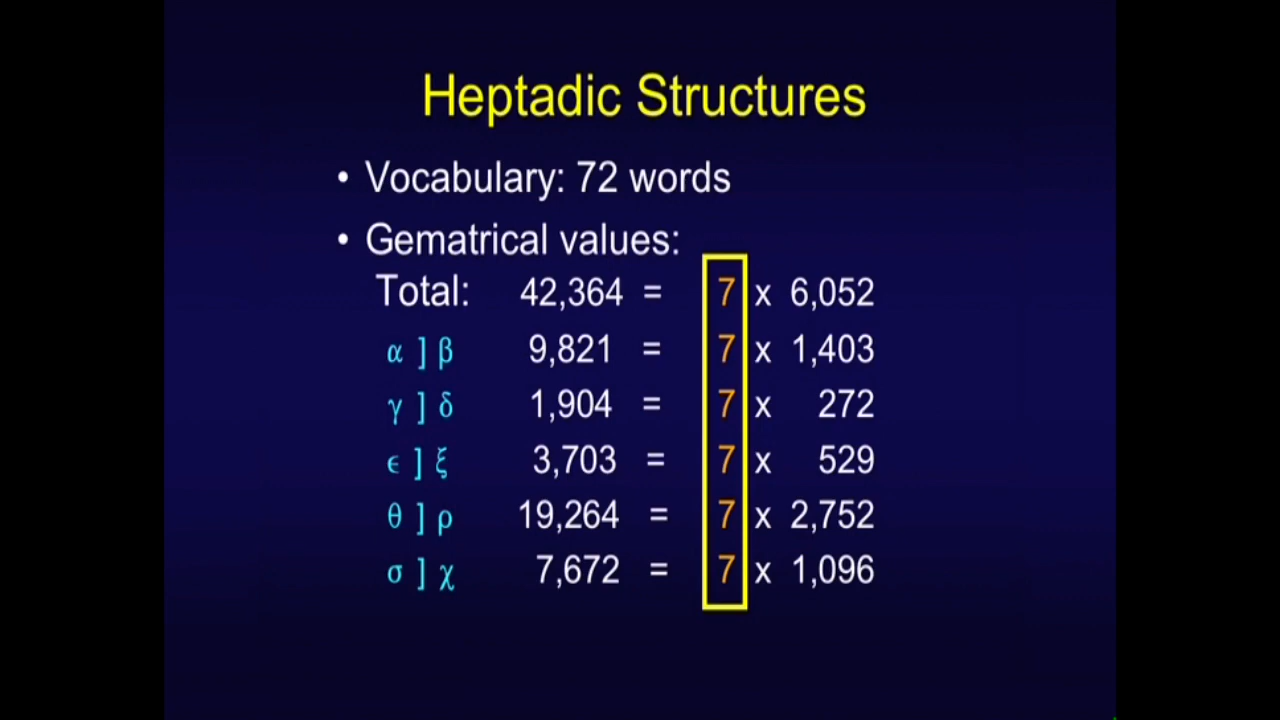 Heptadic Structures
• Vocabulary: 72 words
• Gematrical values:
Total: 42,364 = 7 x 6,052
α ] β 9,821 = 7 x 1,403
γ ] δ 1,904 = 7 x 272
ϵ ] ξ 3,703 = 7 x 529
θ ] ρ 19,264 = 7 x 2,752
σ ] χ 7,672 = 7 x 1,096